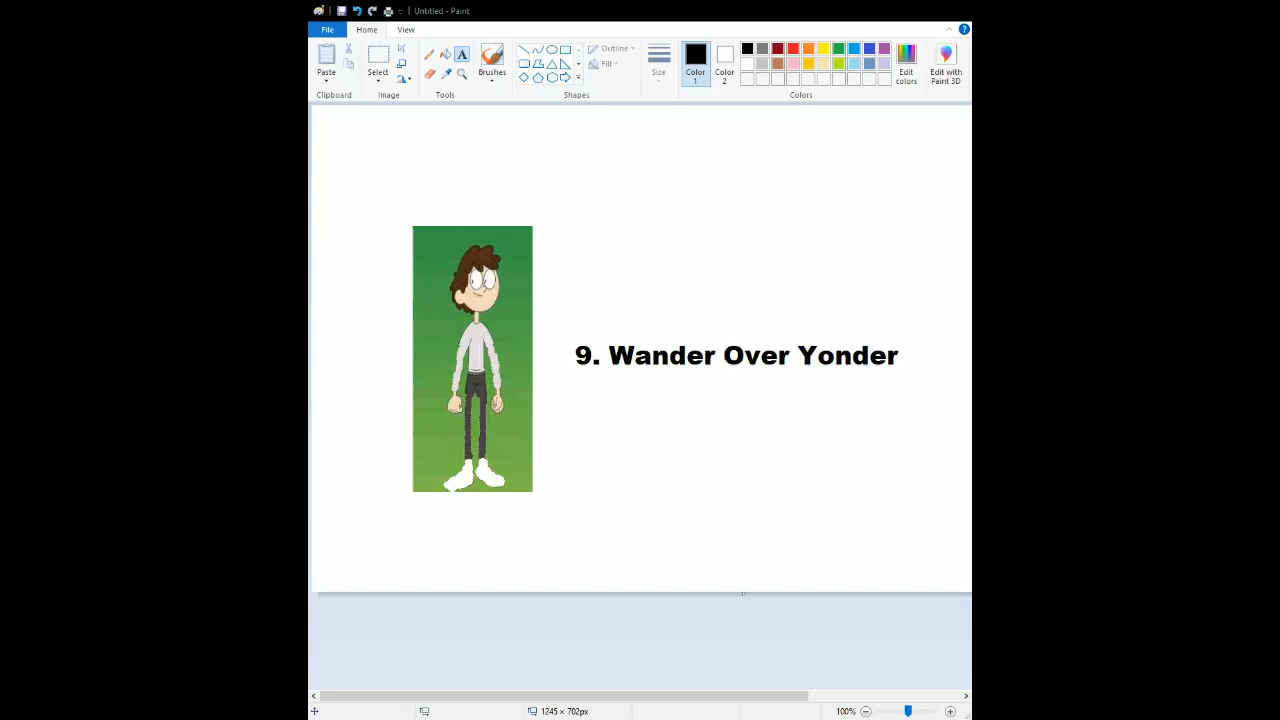 Untitled - Paint
File Home View
Paste
Select
Brushes
Outline
Fill
Size
Color 1
Color 2
Edit colors
Edit with Paint 3D
Clipboard
Image
Tools
Shapes
Colors
A
?
9. Wander Over Yonder
1245 × 702px
100%